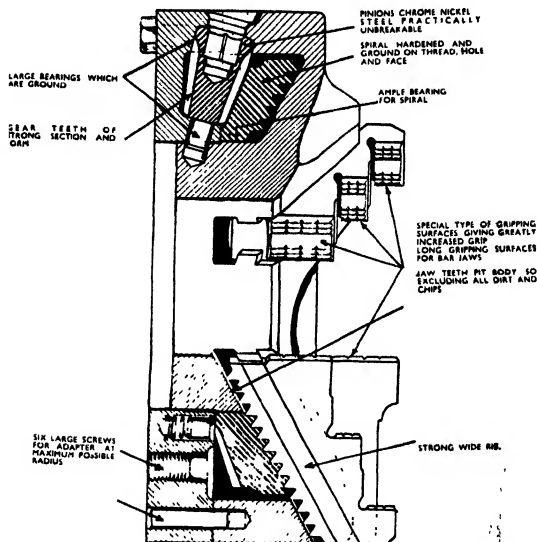 PINIONS CHROME NICKEL
STEEL PRACTICALLY
UNBREAKABLE
SPIRAL HARDENED AND
GROUND ON THREAD, HOLE
AND FACE
LARGE BEARINGS WHICH
ARE GROUND
AMPLE BEARING
FOR SPIRAL
GEAR TEETH OF
STRONG SECTION AND
FORM
SPECIAL TYPE OF GRIPPING
SURFACES GIVING GREATLY
INCREASED GRIP
LONG GRIPPING SURFACES
FOR BAR JAWS
JAW TEETH PIT BODY SO
EXCLUDING ALL DIRT AND
CHIPS
SIX LARGE SCREWS
FOR ADAPTER AT
MAXIMUM POSSIBLE
RADIUS
STRONG WIDE RIB.